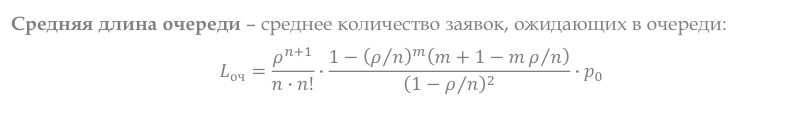 Средняя длина очереди – среднее количество заявок, ожидающих в очереди:
L_оч = ρ^{n+1} / (n · n!) · (1 − (ρ/n)^m (m + 1 − m ρ/n)) / (1 − ρ/n)^2 · p_0